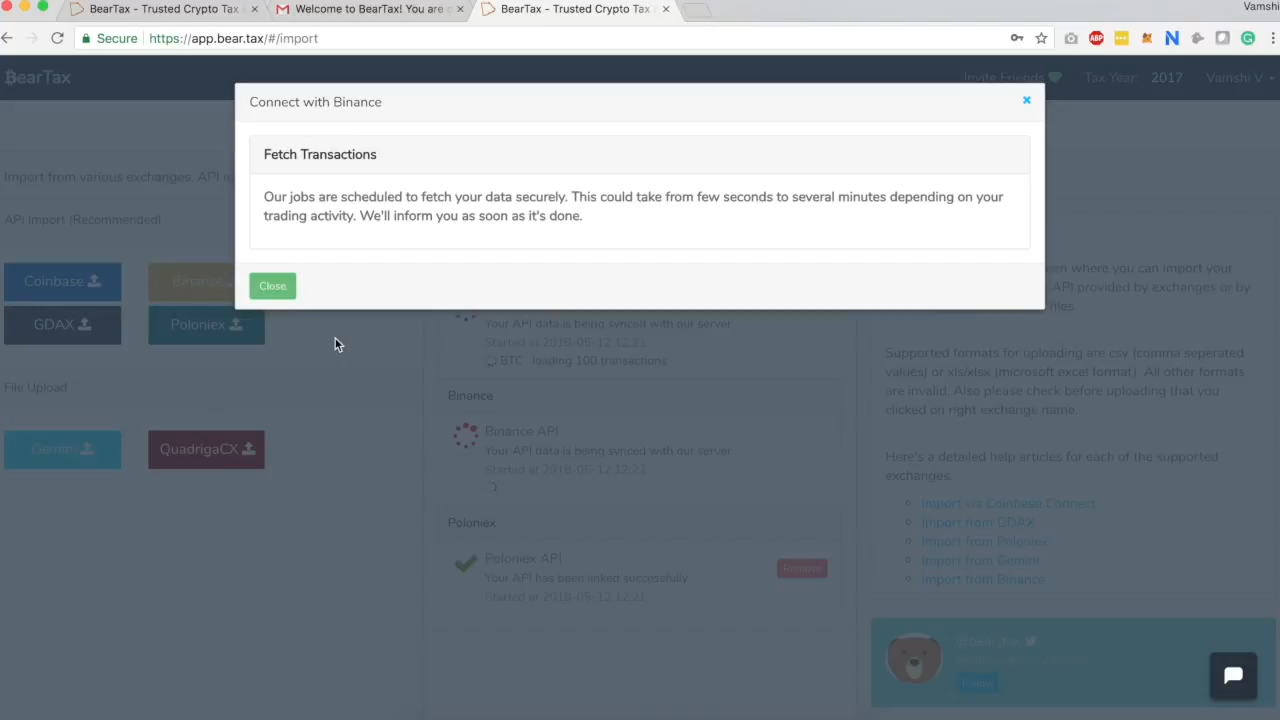 BearTax - Trusted Crypto Tax
Welcome to BearTax! You are
BearTax - Trusted Crypto Tax
Vamshi
Secure
https://app.bear.tax/#/import
ABP
N
G
BearTax
Invite Friends
Tax Year:
2017
Vamshi V
Connect with Binance
Fetch Transactions
Our jobs are scheduled to fetch your data securely. This could take from few seconds to several minutes depending on your
trading activity. We'll inform you as soon as it's done.
Close
Import from various exchanges. API
API Import (Recommended)
Coinbase
Binance
GDAX
Poloniex
File Upload
Gemini
QuadrigaCX
Your API data is being synced with our server
Started at 2018-05-12 12:21
BTC : loading 100 transactions
Binance
Binance API
Your API data is being synced with our server
Started at 2018-05-12 12:22
Poloniex
Poloniex API
Your API has been linked successfully
Started at 2018-05-12 12:21
Remove
where you can import your
API provided by exchanges or by
files.
Supported formats for uploading are csv (comma seperated
values) or xls/xlsx (microsoft excel format). All other formats
are invalid. Also please check before uploading that you
clicked on right exchange name.
Here's a detailed help articles for each of the supported
exchanges.
Import via Coinbase Connect
Import from GDAX
Import from Poloniex
Import from Gemini
Import from Binance